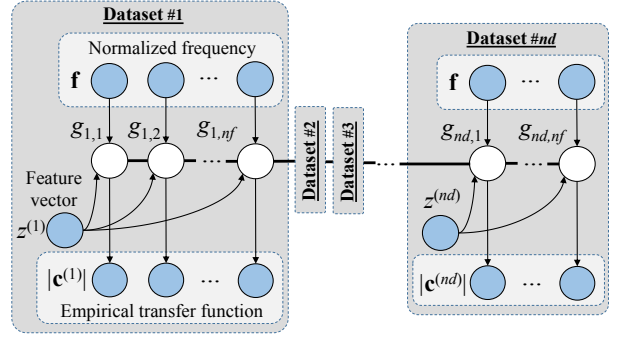 Dataset #1
Normalized frequency
f
...
g1,1 g1,2 g1,nf
...
Feature vector
z(1)
|c(1)|
...
Empirical transfer function
Dataset #2
Dataset #3
...
Dataset #nd
f
...
gnd,1 gnd,nf
...
z(nd)
|c(nd)|
...